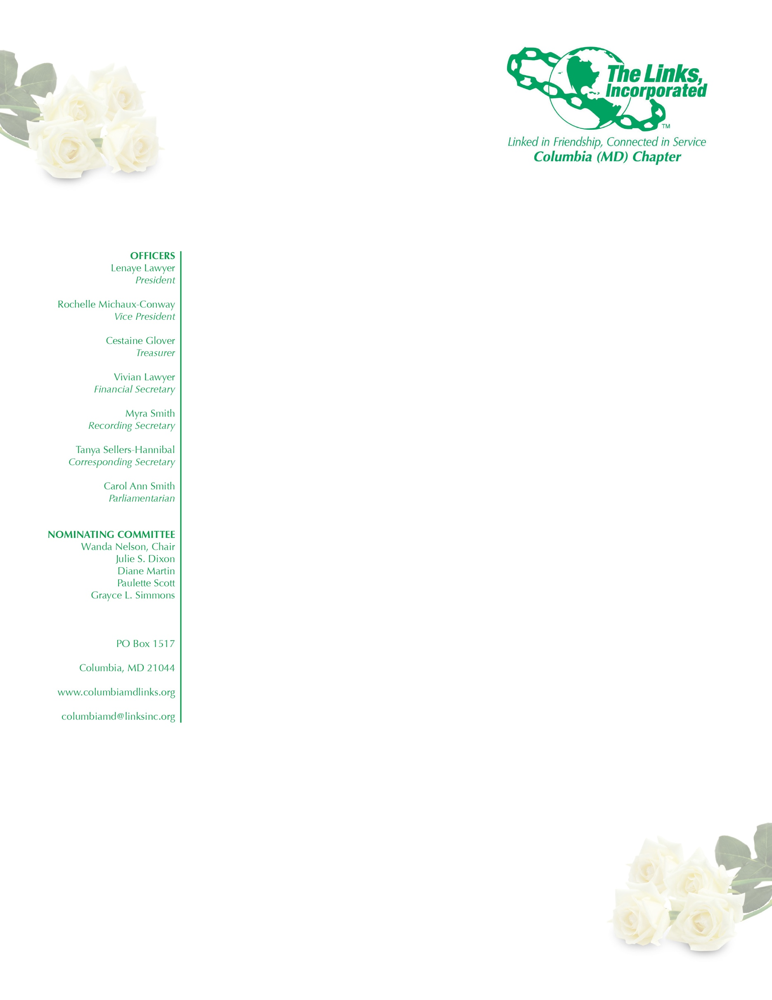 The Links,
Incorporated
TM
Linked in Friendship, Connected in Service
Columbia (MD) Chapter
OFFICERS
Lenaye Lawyer
President
Rochelle Michaux-Conway
Vice President
Cestaine Glover
Treasurer
Vivian Lawyer
Financial Secretary
Myra Smith
Recording Secretary
Tanya Sellers-Hannibal
Corresponding Secretary
Carol Ann Smith
Parliamentarian
NOMINATING COMMITTEE
Wanda Nelson, Chair
Julie S. Dixon
Diane Martin
Paulette Scott
Grayce L. Simmons
PO Box 1517
Columbia, MD 21044
www.columbiamdlinks.org
columbiamd@linksinc.org